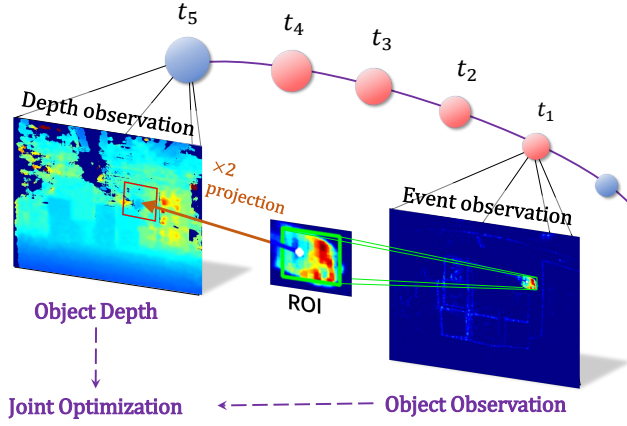 t₅
t₄
t₃
t₂
t₁
Depth observation
×2
projection
Event observation
ROI
Object Depth
Joint Optimization
Object Observation